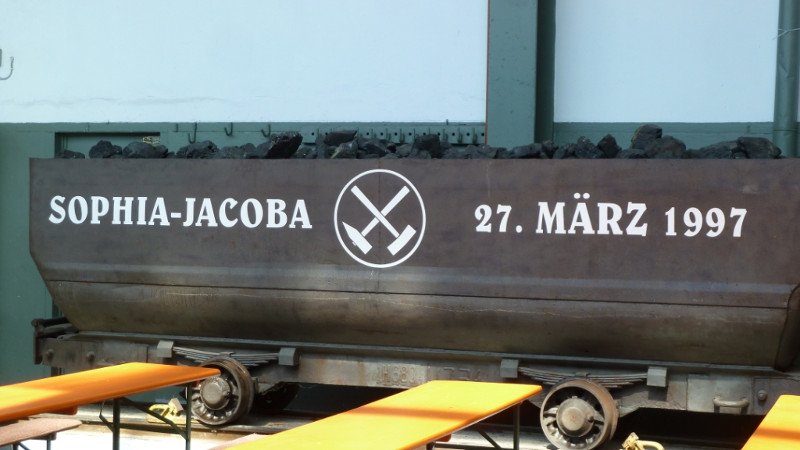 SOPHIA-JACOBA 27. MÄRZ 1997